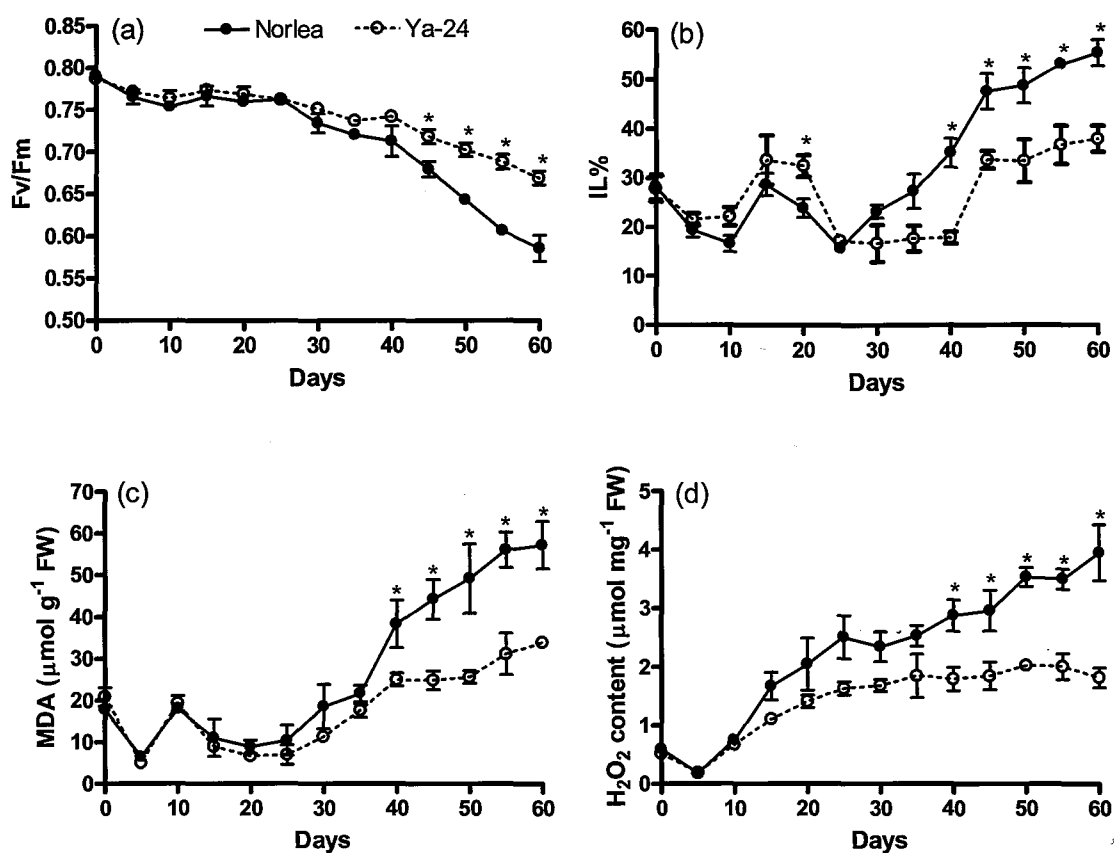 (a) Norlea Ya-24
0.85
0.80
0.75
0.70
0.65
0.60
0.55
0.50
Fv/Fm
* * * *
0 10 20 30 40 50 60
Days
(b)
60
50
40
30
20
10
0
IL%
* * * * * *
0 10 20 30 40 50 60
Days
(c)
70
60
50
40
30
20
10
0
MDA (μmol g⁻¹ FW)
* * * * *
0 10 20 30 40 50 60
Days
(d)
5
4
3
2
1
0
H₂O₂ content (μmol mg⁻¹ FW)
* * * * *
0 10 20 30 40 50 60
Days